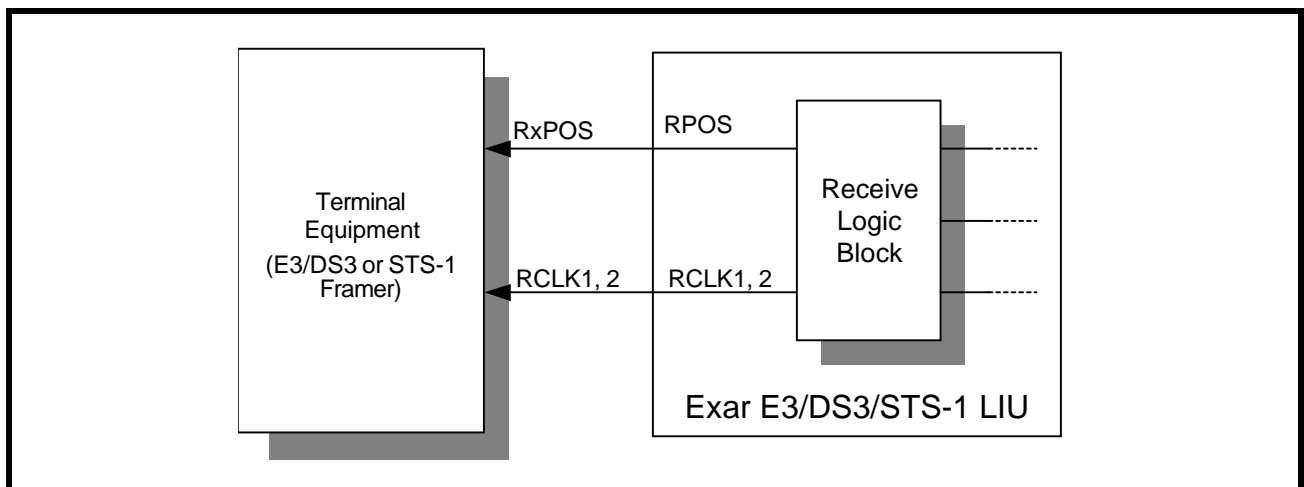 RxPOS
RPOS
Terminal
Equipment
(E3/DS3 or STS-1
Framer)
Receive
Logic
Block
RCLK1, 2
RCLK1, 2
Exar E3/DS3/STS-1 LIU